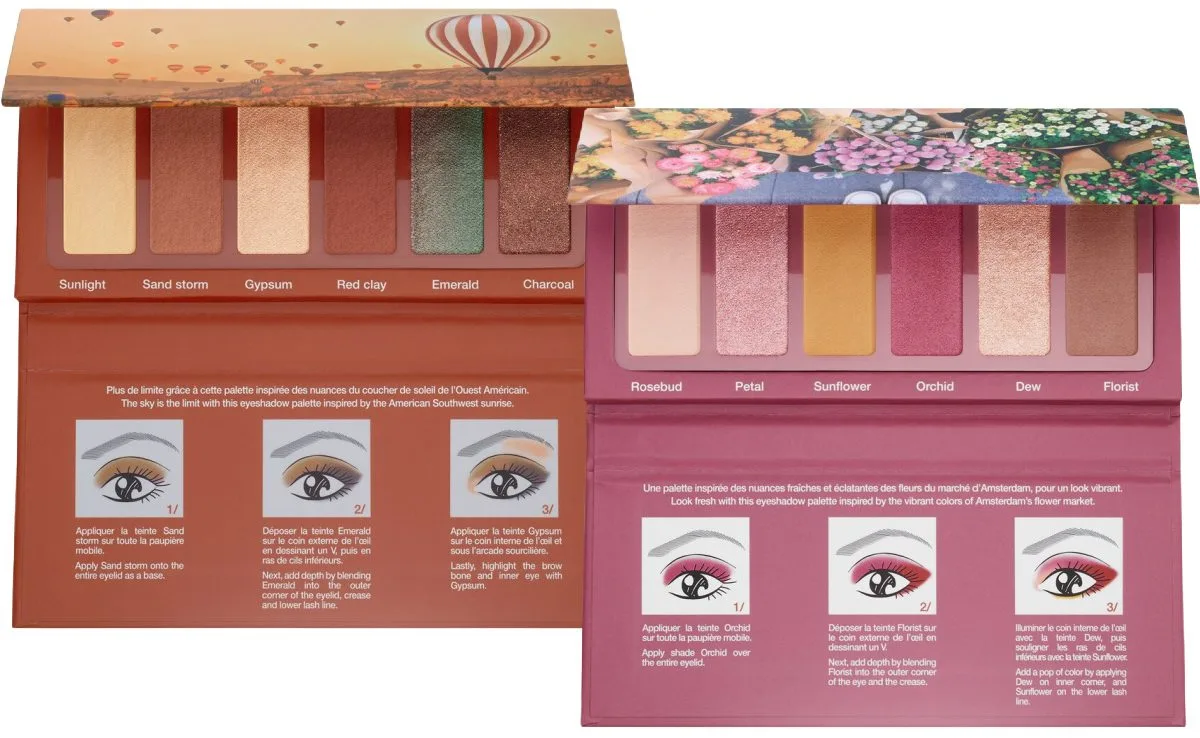 Sunlight Sand storm Gypsum Red clay Emerald Charcoal
Plus de limite grâce à cette palette inspirée des nuances du coucher de soleil de l'Ouest Américain.
The sky is the limit with this eyeshadow palette inspired by the American Southwest sunrise.
1/
Appliquer la teinte Sand
storm sur toute la paupière
mobile.
Apply Sand storm onto the
entire eyelid as a base.
2/
Déposer la teinte Emerald
sur le coin externe de l'œil
en dessinant un V, puis en
ras de cils inférieurs.
Next, add depth by blending
Emerald into the outer
corner of the eyelid, crease
and lower lash line.
3/
Appliquer la teinte Gypsum
sur le coin interne de l'œil et
sous l'arcade sourcilière.
Lastly, highlight the brow
bone and inner eye with
Gypsum.
Rosebud Petal Sunflower Orchid Dew Florist
Une palette inspirée des nuances fraîches et éclatantes des fleurs du marché d'Amsterdam, pour un look vibrant.
Look fresh with this eyeshadow palette inspired by the vibrant colors of Amsterdam's flower market.
1/
Appliquer la teinte Orchid
sur toute la paupière mobile.
Apply shade Orchid over
the entire eyelid.
2/
Déposer la teinte Florist sur
le coin externe de l'œil en
dessinant un V.
Next, add depth by blending
Florist into the outer corner
of the eye and the crease.
3/
Illuminer le coin interne de l'œil
avec la teinte Dew, puis
souligner les ras de cils
inférieurs avec la teinte Sunflower.
Add a pop of color by applying
Dew on inner corner, and
Sunflower on the lower lash
line.